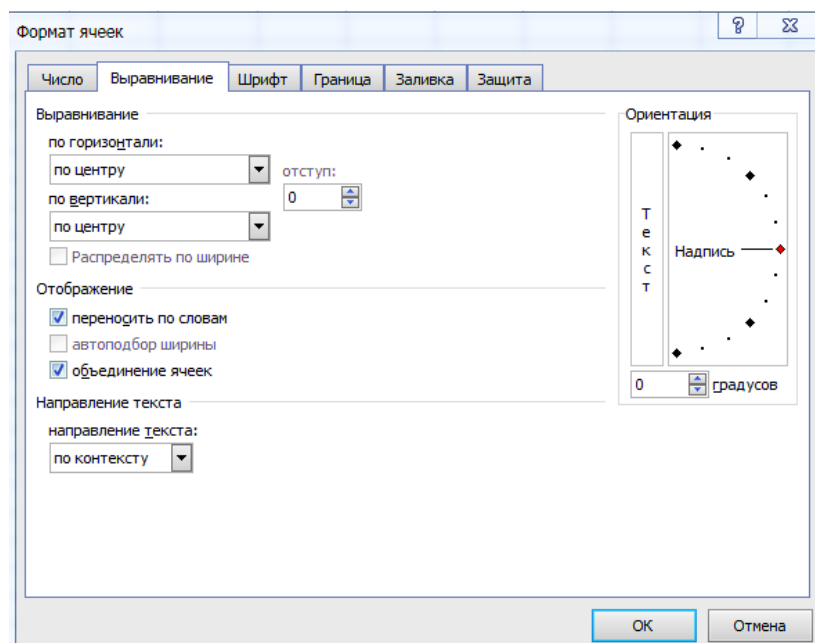 Формат ячеек
Число Выравнивание Шрифт Граница Заливка Защита
Выравнивание
по горизонтали:
по центру
отступ:
0
по вертикали:
по центру
Распределять по ширине
Отображение
переносить по словам
автоподбор ширины
объединение ячеек
Направление текста
направление текста:
по контексту
Ориентация
Текст
Надпись
0 градусов
ОК Отмена